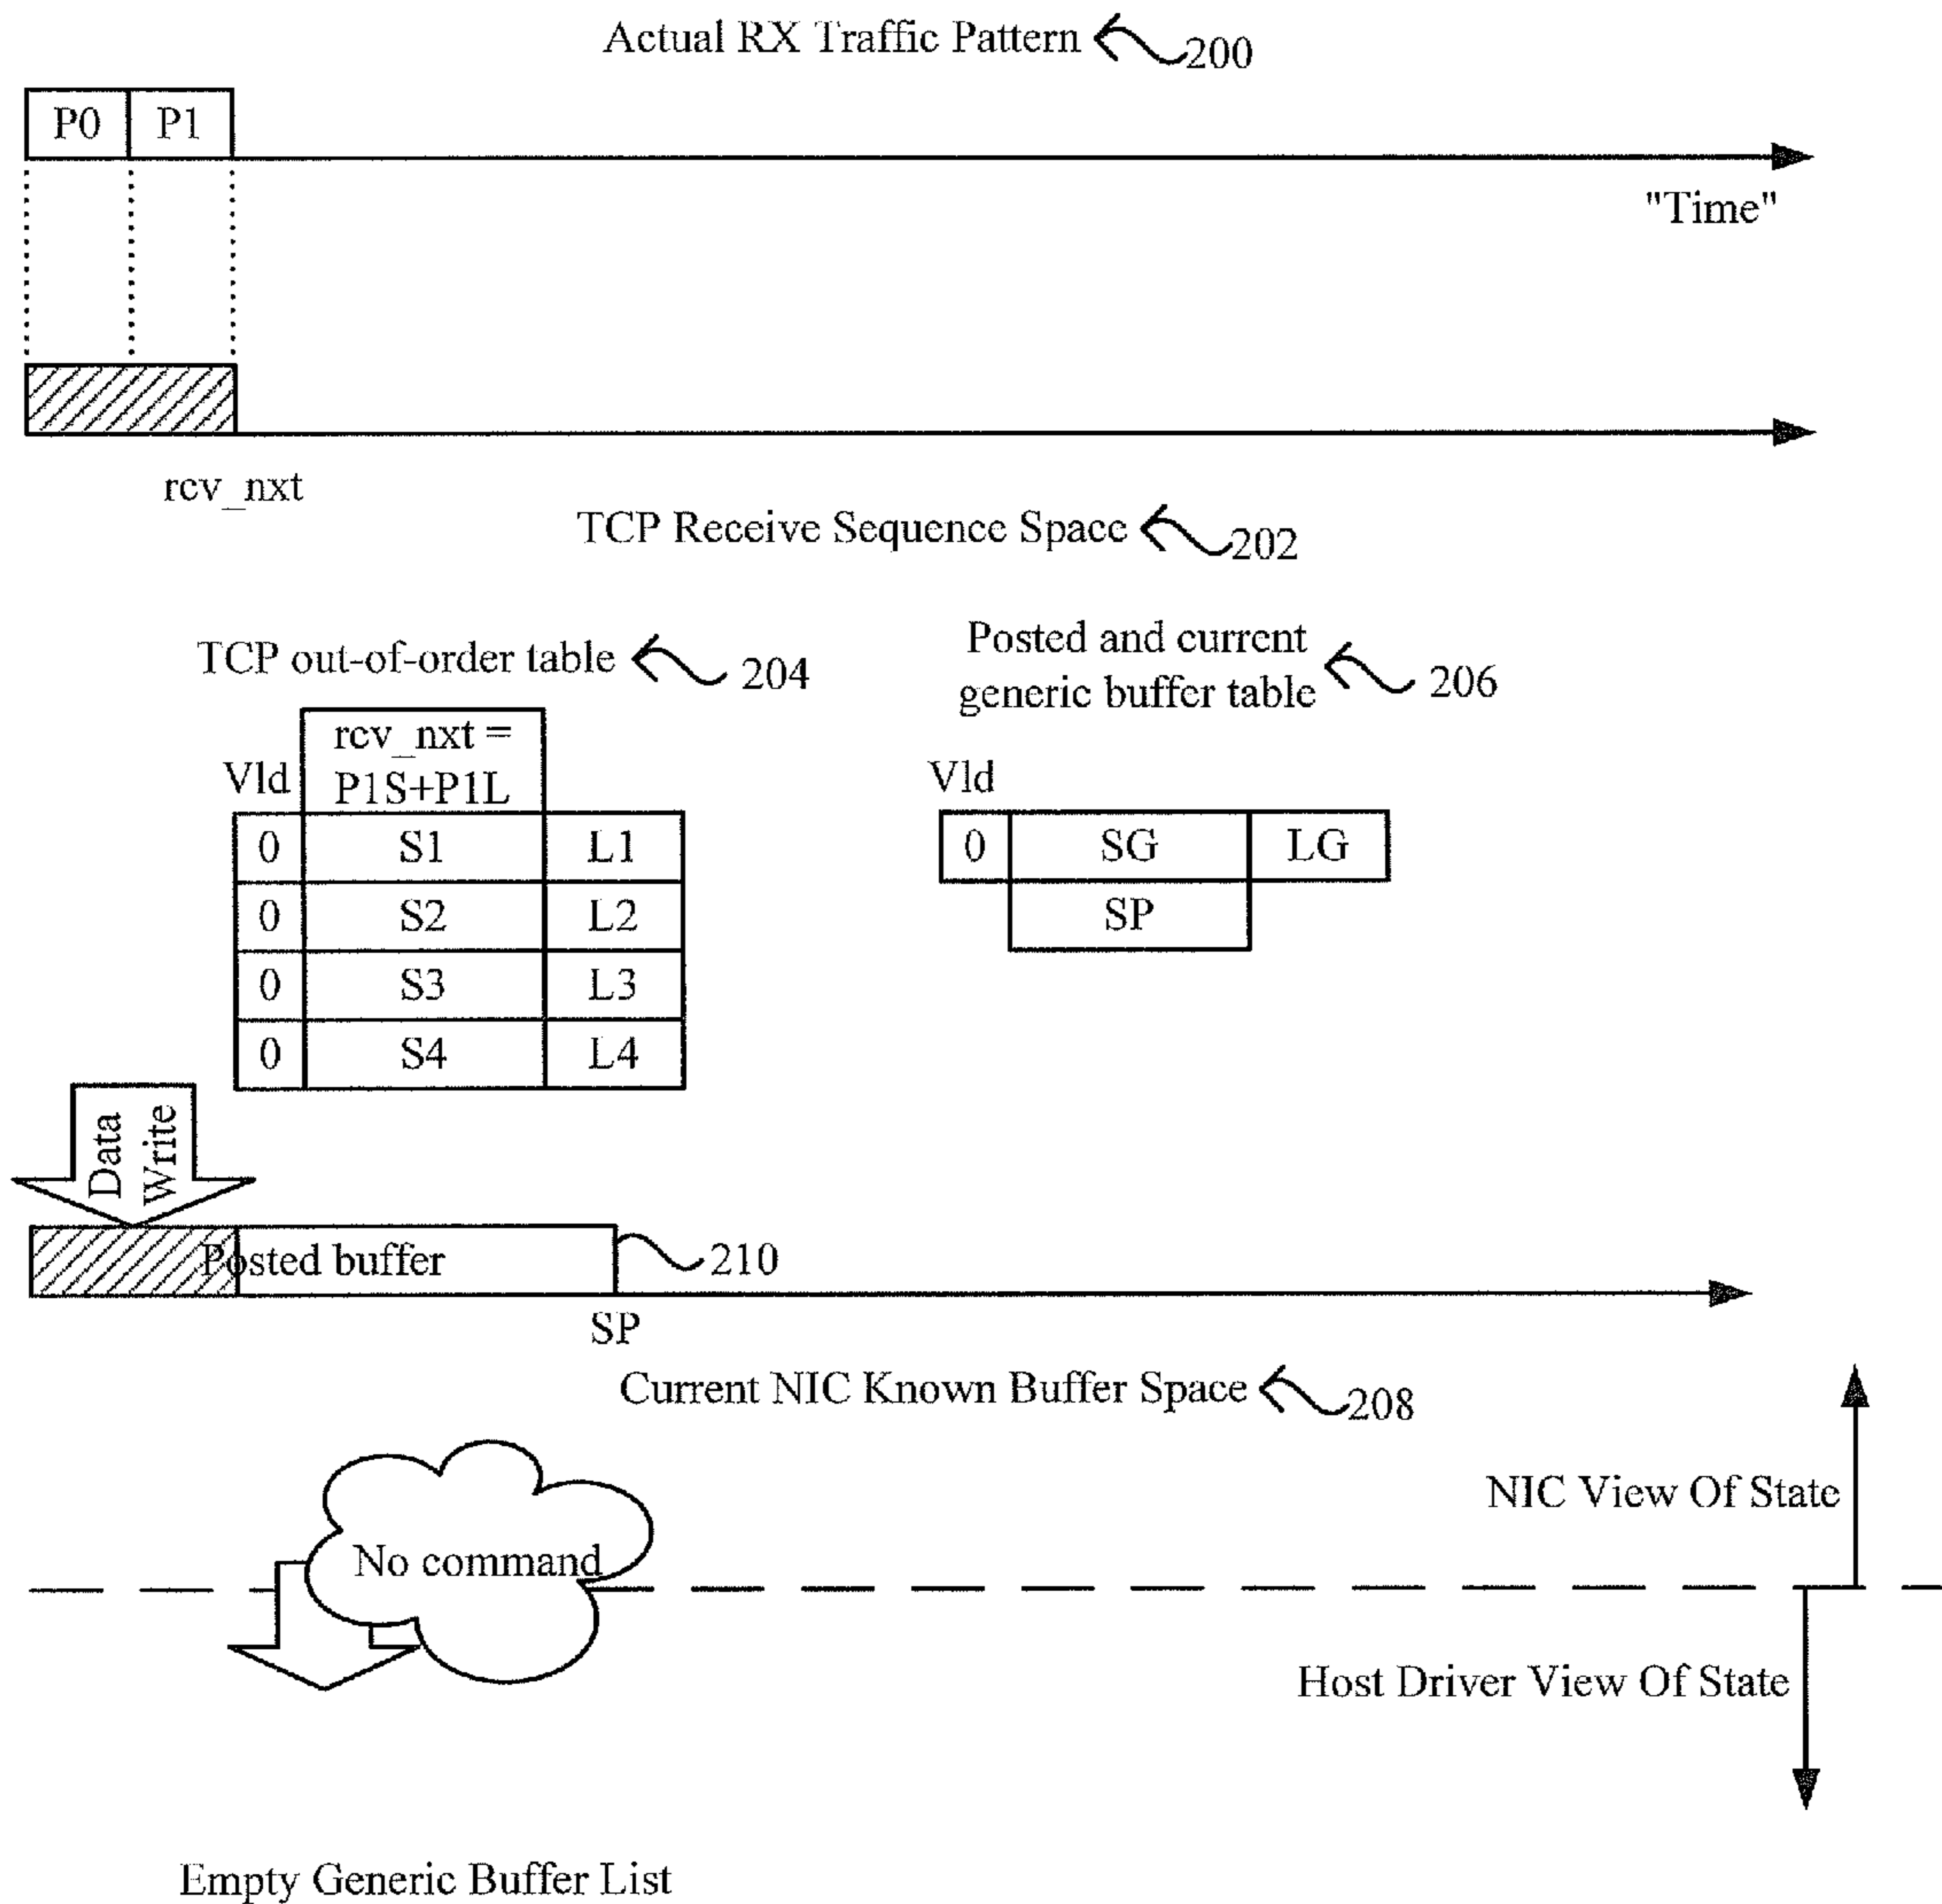 Actual RX Traffic Pattern 200
P0 P1
"Time"
rcv_nxt
TCP Receive Sequence Space 202
TCP out-of-order table 204
Posted and current
generic buffer table 206
rcv_nxt =
Vld P1S+P1L
0 S1 L1
0 S2 L2
0 S3 L3
0 S4 L4
Vld
0 SG LG
SP
Data
Write
Posted buffer 210
SP
Current NIC Known Buffer Space 208
NIC View Of State
No command
Host Driver View Of State
Empty Generic Buffer List